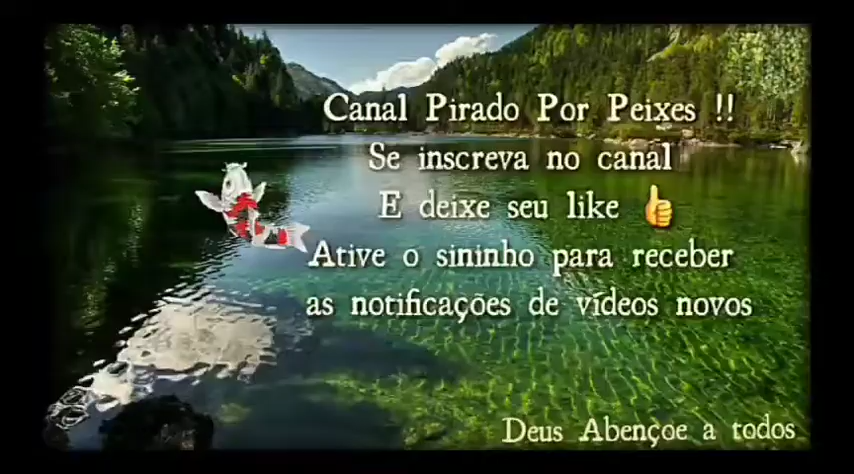 Canal Pirado Por Peixes !!
Se inscreva no canal
E deixe seu like 👍
Ative o sininho para receber
as notificações de vídeos novos
Deus Abençoe a todos